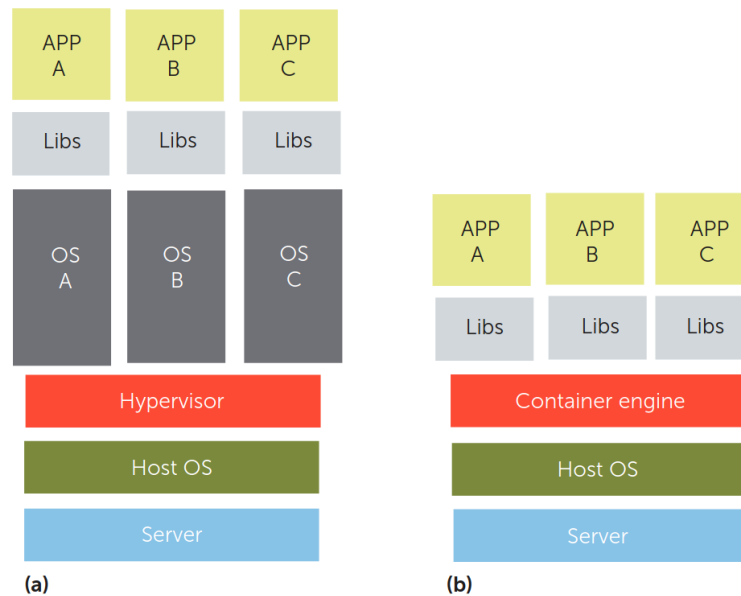 APP
A
APP
B
APP
C
Libs
Libs
Libs
OS
A
OS
B
OS
C
Hypervisor
Host OS
Server
(a)
APP
A
APP
B
APP
C
Libs
Libs
Libs
Container engine
Host OS
Server
(b)